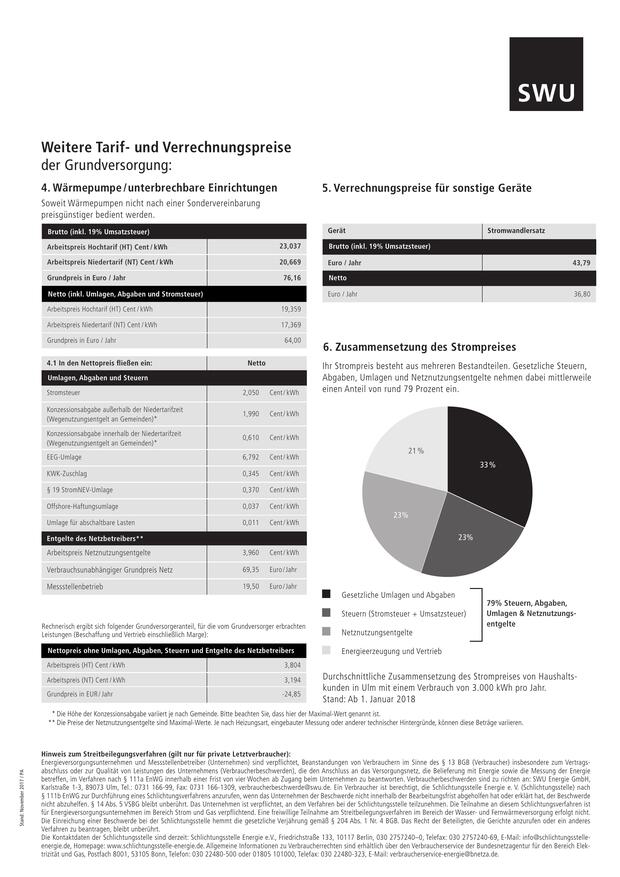 SWU
Weitere Tarif- und Verrechnungspreise
der Grundversorgung:
4. Wärmepumpe/unterbrechbare Einrichtungen
Soweit Wärmepumpen nicht nach einer Sondervereinbarung
preisgünstiger bedient werden.
Brutto (inkl. 19% Umsatzsteuer)
Arbeitspreis Hochtarif (HT) Cent/kWh 23,037
Arbeitspreis Niedertarif (NT) Cent/kWh 20,669
Grundpreis in Euro / Jahr 76,16
Netto (inkl. Umlagen, Abgaben und Stromsteuer)
Arbeitspreis Hochtarif (HT) Cent/kWh 19,359
Arbeitspreis Niedertarif (NT) Cent/kWh 17,369
Grundpreis in Euro / Jahr 64,00
4.1 In den Nettopreis fließen ein: Netto
Umlagen, Abgaben und Steuern
Stromsteuer 2,050 Cent/kWh
Konzessionsabgabe außerhalb der Niedertarifzeit
(Wegenutzungsentgelt an Gemeinden)* 1,990 Cent/kWh
Konzessionsabgabe innerhalb der Niedertarifzeit
(Wegenutzungsentgelt an Gemeinden)* 0,610 Cent/kWh
EEG-Umlage 6,792 Cent/kWh
KWK-Zuschlag 0,345 Cent/kWh
§ 19 StromNEV-Umlage 0,370 Cent/kWh
Offshore-Haftungsumlage 0,037 Cent/kWh
Umlage für abschaltbare Lasten 0,011 Cent/kWh
Entgelte des Netzbetreibers**
Arbeitspreis Netznutzungsentgelte 3,960 Cent/kWh
Verbrauchsunabhängiger Grundpreis Netz 69,35 Euro/Jahr
Messstellenbetrieb 19,50 Euro/Jahr
Rechnerisch ergibt sich folgender Grundversorgeranteil, für die vom Grundversorger erbrachten
Leistungen (Beschaffung und Vertrieb einschließlich Marge):
Nettopreis ohne Umlagen, Abgaben, Steuern und Entgelte des Netzbetreibers
Arbeitspreis (HT) Cent/kWh 3,804
Arbeitspreis (NT) Cent/kWh 3,194
Grundpreis in EUR/Jahr -24,85
5. Verrechnungspreise für sonstige Geräte
Gerät Stromwandlersatz
Brutto (inkl. 19% Umsatzsteuer)
Euro / Jahr 43,79
Netto
Euro / Jahr 36,80
6. Zusammensetzung des Strompreises
Ihr Strompreis besteht aus mehreren Bestandteilen. Gesetzliche Steuern,
Abgaben, Umlagen und Netznutzungsentgelte nehmen dabei mittlerweile
einen Anteil von rund 79 Prozent ein.
21%
33%
23%
23%
Gesetzliche Umlagen und Abgaben
Steuern (Stromsteuer + Umsatzsteuer)
Netznutzungsentgelte
Energieerzeugung und Vertrieb
79% Steuern, Abgaben,
Umlagen & Netznutzungs-
entgelte
Durchschnittliche Zusammensetzung des Strompreises von Haushalts-
kunden in Ulm mit einem Verbrauch von 3.000 kWh pro Jahr.
Stand: Ab 1. Januar 2018
* Die Höhe der Konzessionsabgabe variiert je nach Gemeinde. Bitte beachten Sie, dass hier der Maximal-Wert genannt ist.
** Die Preise der Netznutzungsentgelte sind Maximal-Werte. Je nach Heizungsart, eingebauter Messung oder anderer technischer Hintergründe, können diese Beträge variieren.
Hinweis zum Streitbeilegungsverfahren (gilt nur für private Letztverbraucher):
Energieversorgungsunternehmen und Messstellenbetreiber (Unternehmen) sind verpflichtet, Beanstandungen von Verbrauchern im Sinne des § 13 BGB (Verbraucher) insbesondere zum Vertrags-
abschluss oder zur Qualität von Leistungen des Unternehmens (Verbraucherbeschwerden), die den Anschluss an das Versorgungsnetz, die Belieferung mit Energie sowie die Messung der Energie
betreffen, im Verfahren nach § 111a EnWG innerhalb einer Frist von vier Wochen ab Zugang beim Unternehmen zu beantworten. Verbraucherbeschwerden sind zu richten an: SWU Energie GmbH,
Karlstraße 1-3, 89073 Ulm, Tel.: 0731 166-99, Fax: 0731 166-1309, verbraucherschwerde@swu.de. Ein Verbraucher ist berechtigt, die Schlichtungsstelle Energie e. V. (Schlichtungsstelle) nach
§ 111b EnWG zur Durchführung eines Schlichtungsverfahrens anzurufen, wenn das Unternehmen der Beschwerde nicht innerhalb der Bearbeitungsfrist abgeholfen hat oder erklärt hat, der Beschwerde
nicht abzuhelfen. § 14 Abs. 5 VSBG bleibt unberührt. Das Unternehmen ist verpflichtet, an dem Verfahren bei der Schlichtungsstelle teilzunehmen. Die Teilnahme an diesem Schlichtungsverfahren ist
für Energieversorgungsunternehmen im Bereich Strom und Gas verpflichtend. Eine freiwillige Teilnahme am Streitbeilegungsverfahren im Bereich der Wasser- und Fernwärmeversorgung erfolgt nicht.
Die Einreichung einer Beschwerde bei der Schlichtungsstelle hemmt die gesetzliche Verjährung gemäß § 204 Abs. 1 Nr. 4 BGB. Das Recht der Beteiligten, die Gerichte anzurufen oder ein anderes
Verfahren zu beantragen, bleibt unberührt.
Die Kontaktdaten der Schlichtungsstelle sind derzeit: Schlichtungsstelle Energie e.V., Friedrichstraße 133, 10117 Berlin, 030 2757240–0, Telefax: 030 2757240-69, E-Mail: info@schlichtungsstelle-
energie.de, Homepage: www.schlichtungsstelle-energie.de. Allgemeine Informationen zu Verbraucherrechten sind erhältlich über den Verbraucherservice der Bundesnetzagentur für den Bereich Elek-
trizität und Gas, Postfach 8001, 53105 Bonn, Telefon: 030 22480-500 oder 01805 101000, Telefax: 030 22480-323, E-Mail: verbraucherservice-energie@bnetza.de.
Stand: November 2017 / PA